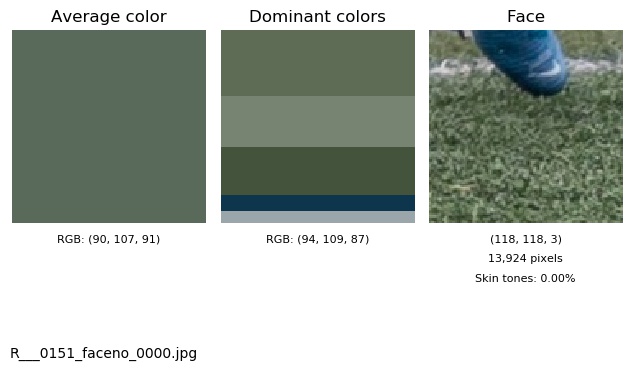 Average color
Dominant colors
Face
RGB: (90, 107, 91)
RGB: (94, 109, 87)
(118, 118, 3)
13,924 pixels
Skin tones: 0.00%
R___0151_faceno_0000.jpg